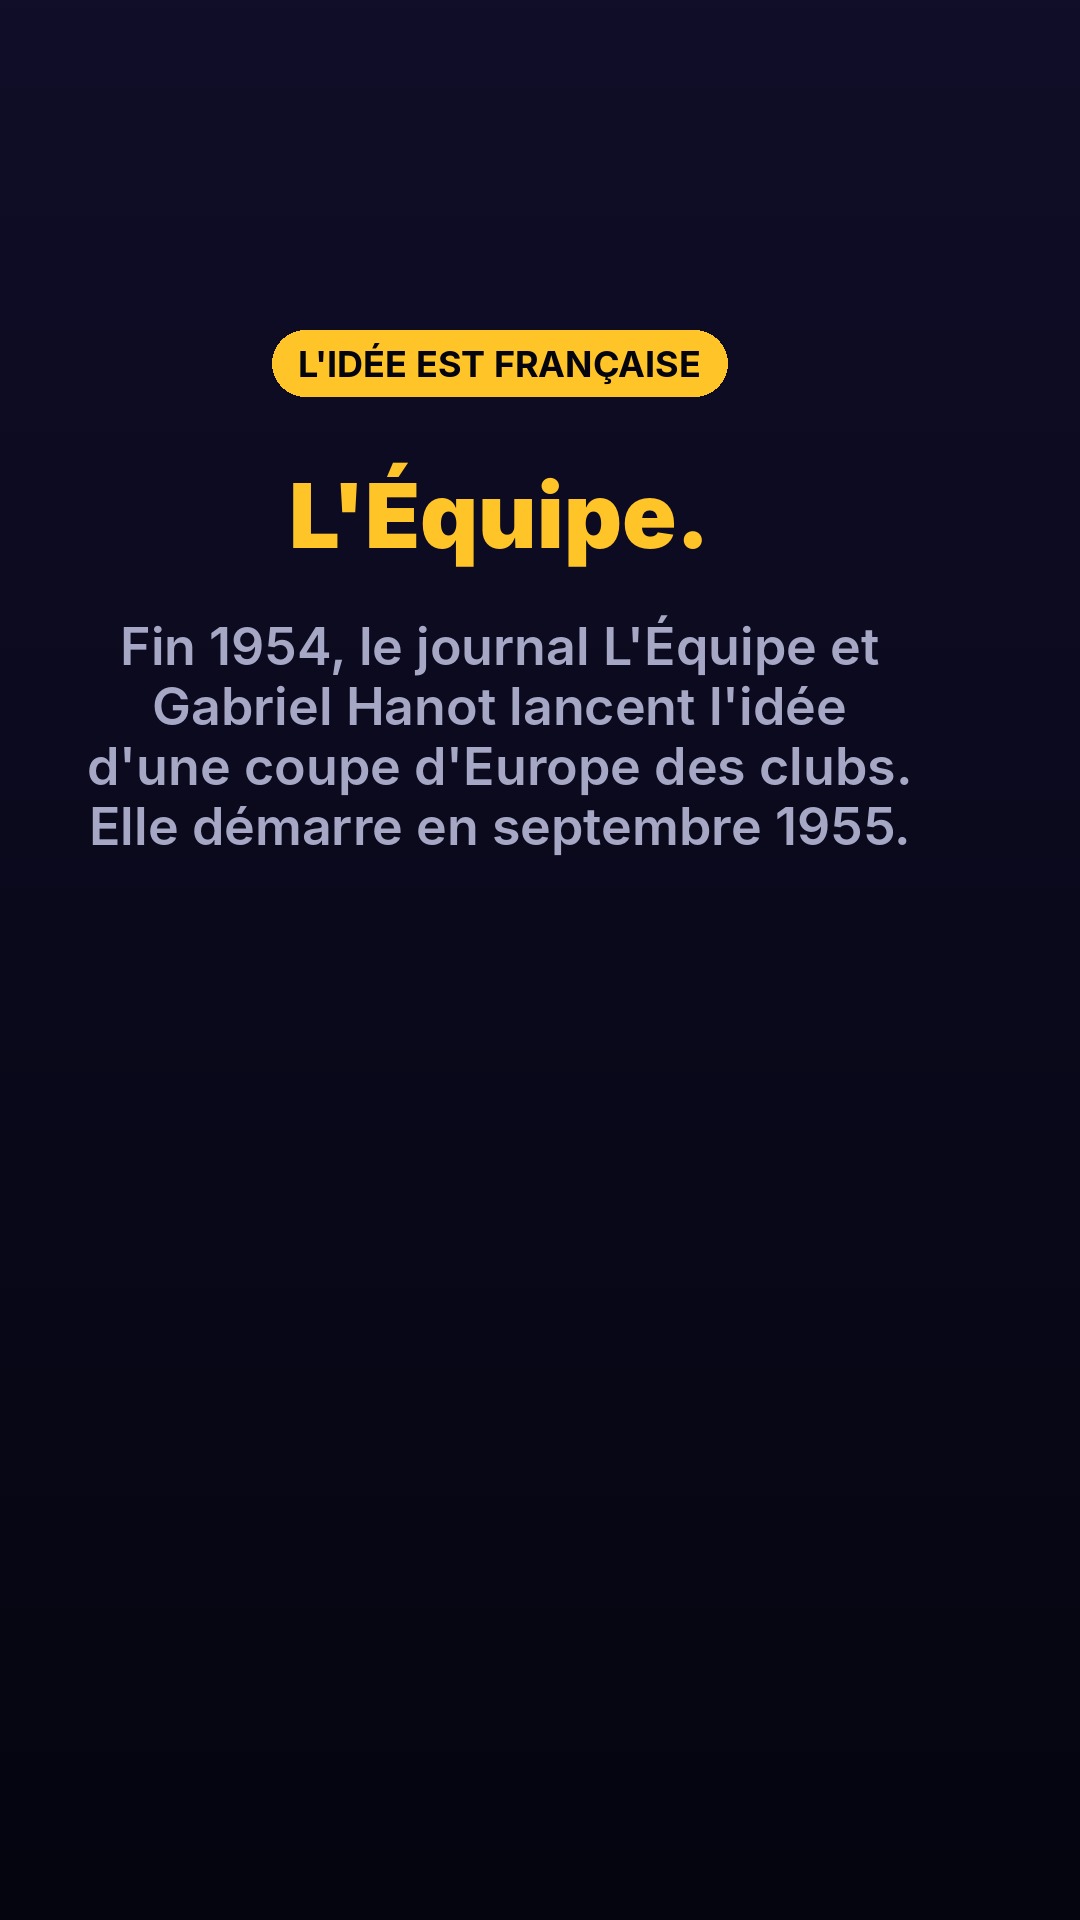 L'IDÉE EST FRANÇAISE
L'Équipe.
Fin 1954, le journal L'Équipe et
Gabriel Hanot lancent l'idée
d'une coupe d'Europe des clubs.
Elle démarre en septembre 1955.